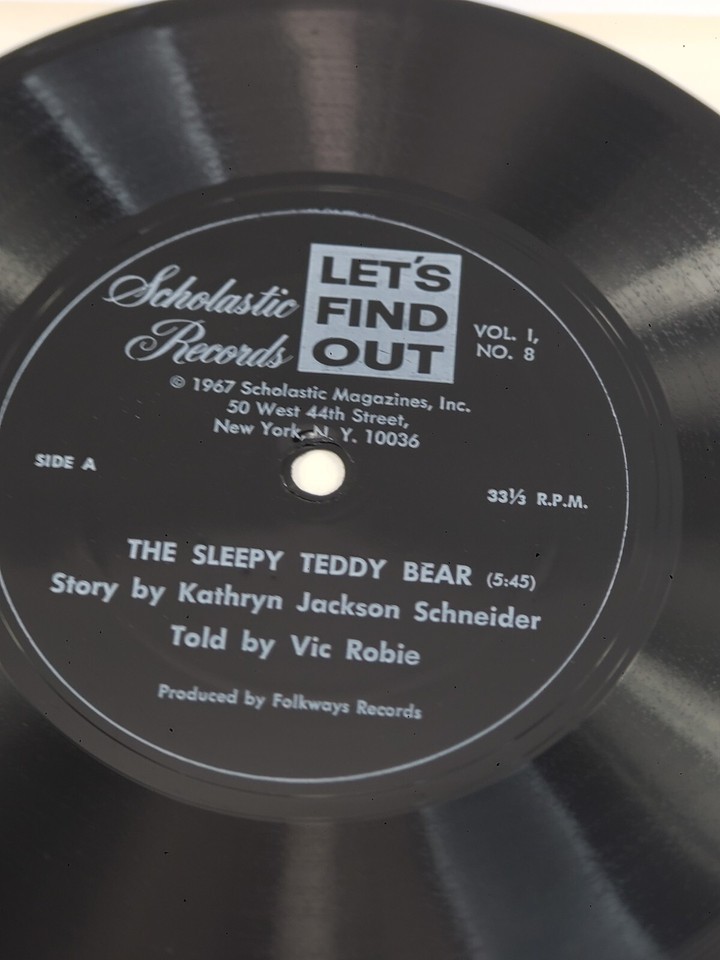 Scholastic
Records
LET'S
FIND
OUT
VOL. I,
NO. 8
© 1967 Scholastic Magazines, Inc.
50 West 44th Street,
New York, N. Y. 10036
SIDE A
33⅓ R.P.M.
THE SLEEPY TEDDY BEAR (5:45)
Story by Kathryn Jackson Schneider
Told by Vic Robie
Produced by Folkways Records